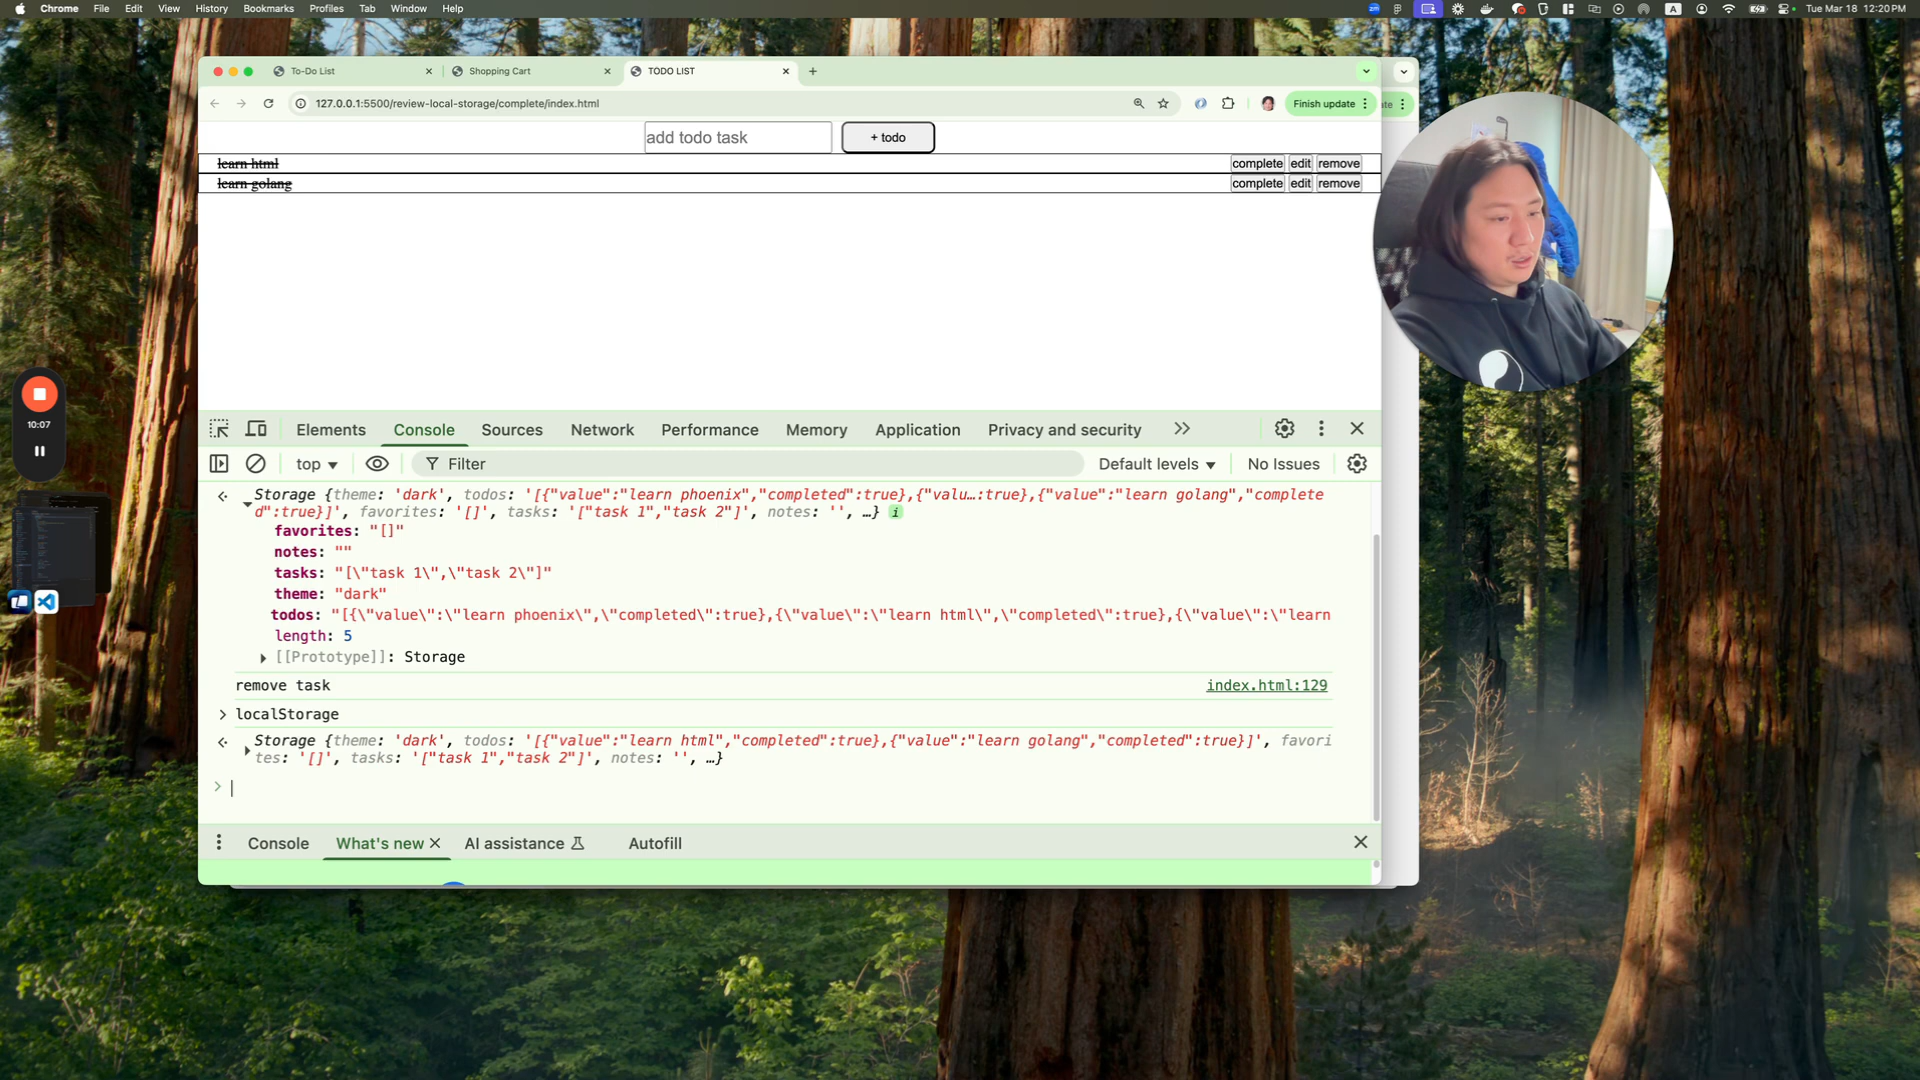 Chrome File Edit View History Bookmarks Profiles Tab Window Help
A Tue Mar 18 12:20 PM
To-Do List
Shopping Cart
TODO LIST
127.0.0.1:5500/review-local-storage/complete/index.html
Finish update
add todo task
+ todo
learn html
complete edit remove
learn golang
complete edit remove
10:07
Elements Console Sources Network Performance Memory Application Privacy and security
top
Filter
Default levels
No Issues
Storage {theme: 'dark', todos: '[{"value":"learn phoenix","completed":true},{"valu…:true},{"value":"learn golang","complete
d":true}]', favorites: '[]', tasks: '["task 1","task 2"]', notes: '', …} i
favorites: "[]"
notes: ""
tasks: "[\"task 1\",\"task 2\"]"
theme: "dark"
todos: "[{\"value\":\"learn phoenix\",\"completed\":true},{\"value\":\"learn html\",\"completed\":true},{\"value\":\"learn
length: 5
[[Prototype]]: Storage
remove task
index.html:129
localStorage
Storage {theme: 'dark', todos: '[{"value":"learn html","completed":true},{"value":"learn golang","completed":true}]', favori
tes: '[]', tasks: '["task 1","task 2"]', notes: '', …}
Console What's new AI assistance Autofill